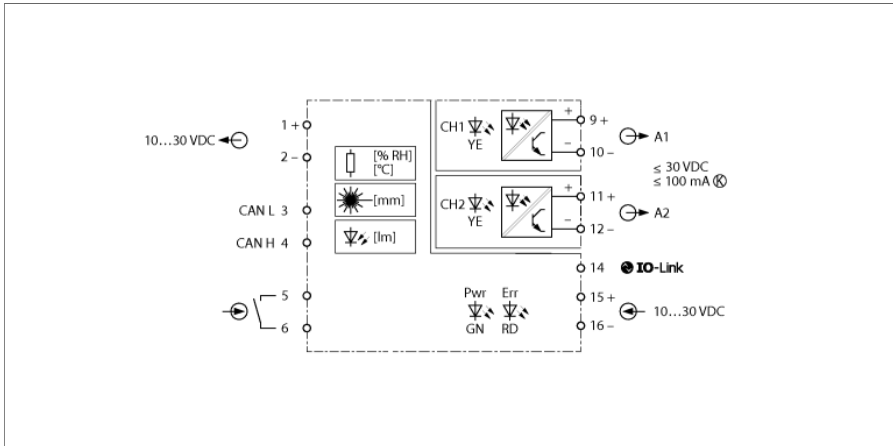 10...30 VDC
1 +
2 –
CAN L 3
CAN H 4
5
6
[% RH]
[°C]
[mm]
[lm]
Pwr Err
GN RD
CH1
YE
+
–
CH2
YE
+
–
9 +
10 –
A1
≤ 30 VDC
≤ 100 mA K
11 +
12 –
A2
14 IO-Link
15 +
16 –
10...30 VDC